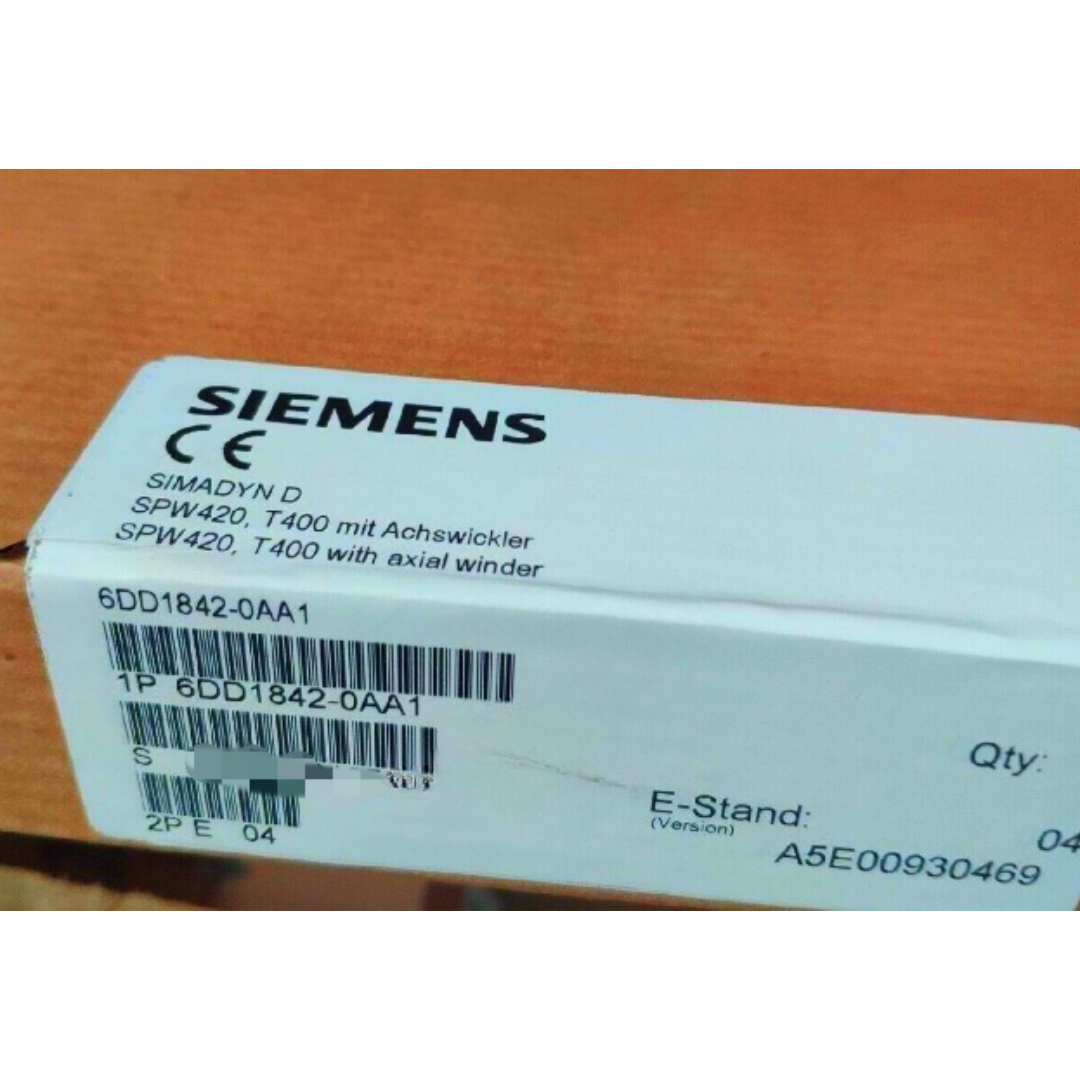 SIEMENS
CE
SIMADYN D
SPW420, T400 mit Achswickler
SPW420, T400 with axial winder
6DD1842-0AA1
1P 6DD1842-0AA1
S
2P E 04
Qty:
E-Stand: 04
(Version)
A5E00930469